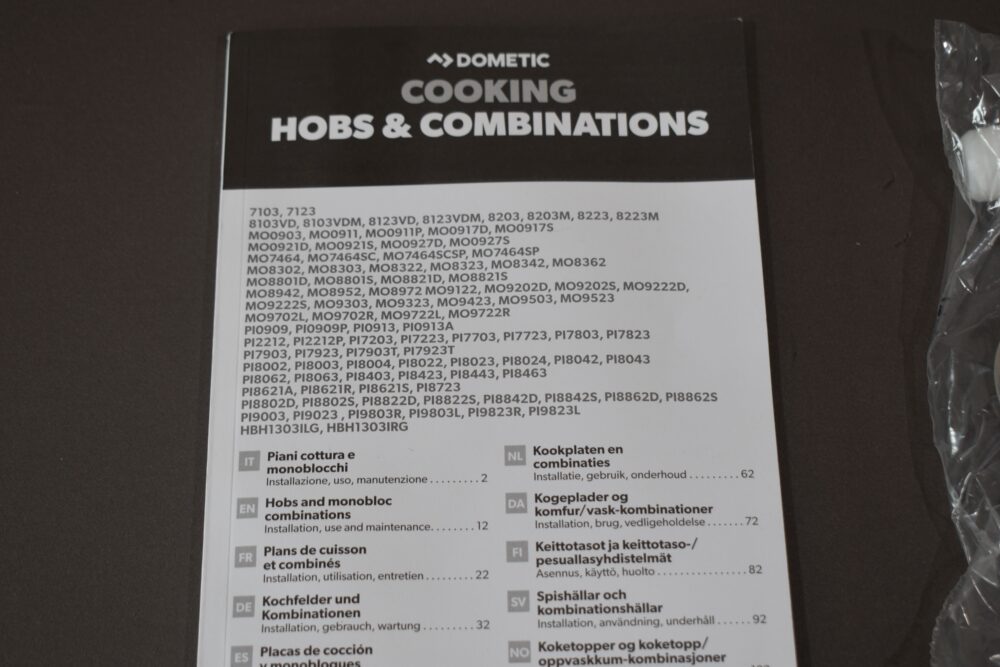 DOMETIC
COOKING
HOBS & COMBINATIONS
7103, 7123
8103VD, 8103VDM, 8123VD, 8123VDM, 8203, 8203M, 8223, 8223M
MO0903, MO0911, MO0911P, MO0917D, MO0917S
MO0921D, MO0921S, MO0927D, MO0927S
MO7464, MO7464SC, MO7464SCSP, MO7464SP
MO8302, MO8303, MO8322, MO8323, MO8342, MO8362
MO8801D, MO8801S, MO8821D, MO8821S
MO8942, MO8952, MO8972 MO9122, MO9202D, MO9202S, MO9222D,
MO9222S, MO9303, MO9323, MO9423, MO9503, MO9523
MO9702L, MO9702R, MO9722L, MO9722R
PI0909, PI0909P, PI0913, PI0913A
PI2212, PI2212P, PI7203, PI7223, PI7703, PI7723, PI7803, PI7823
PI7903, PI7923, PI7903T, PI7923T
PI8002, PI8003, PI8004, PI8022, PI8023, PI8024, PI8042, PI8043
PI8062, PI8063, PI8403, PI8423, PI8443, PI8463
PI8621A, PI8621R, PI8621S, PI8723
PI8802D, PI8802S, PI8822D, PI8822S, PI8842D, PI8842S, PI8862D, PI8862S
PI9003, PI9023 , PI9803R, PI9803L, PI9823R, PI9823L
HBH1303ILG, HBH1303IRG
IT Piani cottura e
monoblocchi
Installazione, uso, manutenzione . . . . . . . . . 2
EN Hobs and monobloc
combinations
Installation, use and maintenance. . . . . . . . 12
FR Plans de cuisson
et combinés
Installation, utilisation, entretien . . . . . . . . . 22
DE Kochfelder und
Kombinationen
Installation, gebrauch, wartung . . . . . . . . . 32
ES Placas de cocción
y monobloques
NL Kookplaten en
combinaties
Installatie, gebruik, onderhoud . . . . . . . . . 62
DA Kogeplader og
komfur/vask-kombinationer
Installation, brug, vedligeholdelse . . . . . . . 72
FI Keittotasot ja keittotaso-/
pesuallasyhdistelmät
Asennus, käyttö, huolto . . . . . . . . . . . . . . . 82
SV Spishällar och
kombinationshällar
Installation, användning, underhåll . . . . . . 92
NO Koketopper og koketopp/
oppvaskkum-kombinasjoner